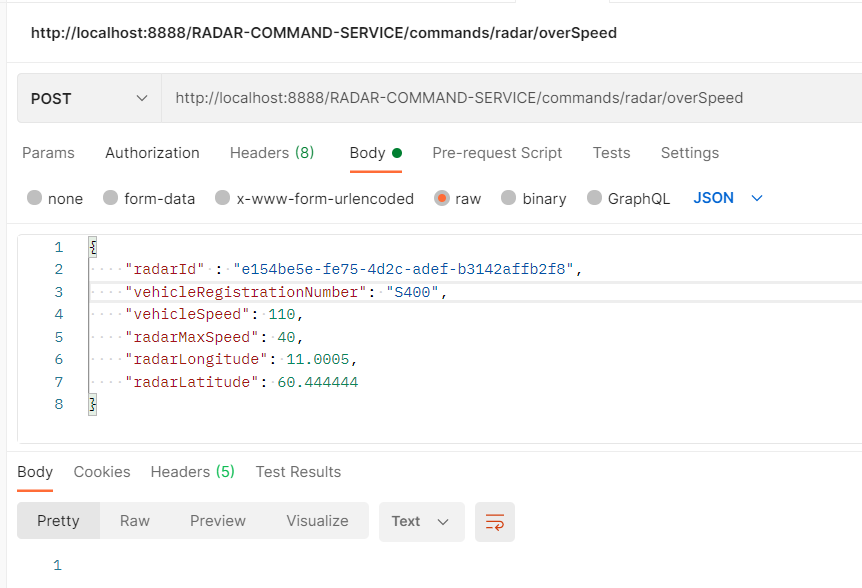 http://localhost:8888/RADAR-COMMAND-SERVICE/commands/radar/overSpeed
POST http://localhost:8888/RADAR-COMMAND-SERVICE/commands/radar/overSpeed
Params Authorization Headers (8) Body Pre-request Script Tests Settings
none form-data x-www-form-urlencoded raw binary GraphQL JSON
1 {
2 ····"radarId"·:·"e154be5e-fe75-4d2c-adef-b3142affb2f8",
3 ····"vehicleRegistrationNumber":·"S400",
4 ····"vehicleSpeed":·110,
5 ····"radarMaxSpeed":·40,
6 ····"radarLongitude":·11.0005,
7 ····"radarLatitude":·60.444444
8 }
Body Cookies Headers (5) Test Results
Pretty Raw Preview Visualize Text
1